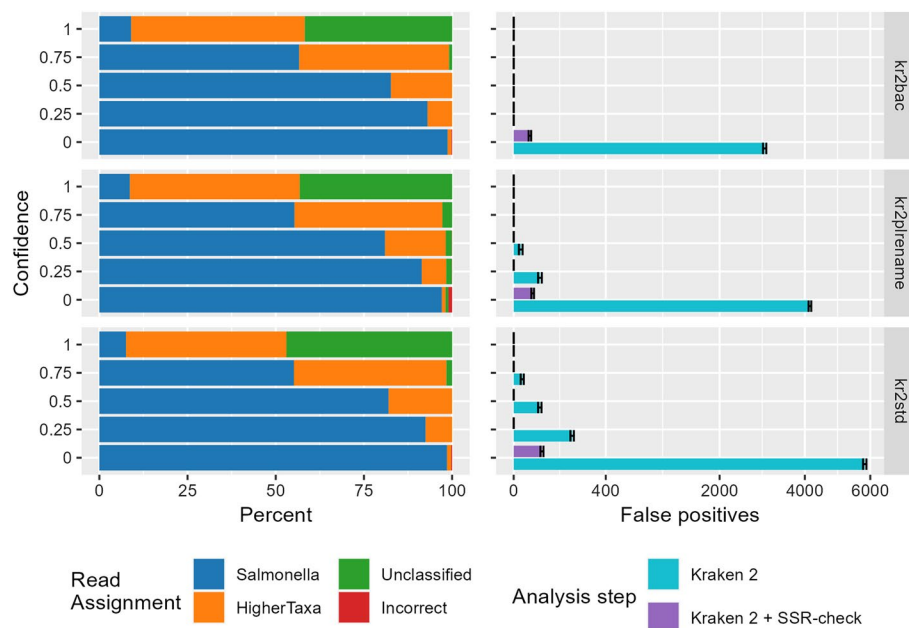 1
0.75
0.5
0.25
0
kr2bac
1
0.75
0.5
0.25
0
kr2plrename
Confidence
1
0.75
0.5
0.25
0
kr2std
0 25 50 75 100
0 400 2000 4000 6000
Percent
False positives
Read
Assignment
Salmonella
Unclassified
HigherTaxa
Incorrect
Analysis step
Kraken 2
Kraken 2 + SSR-check